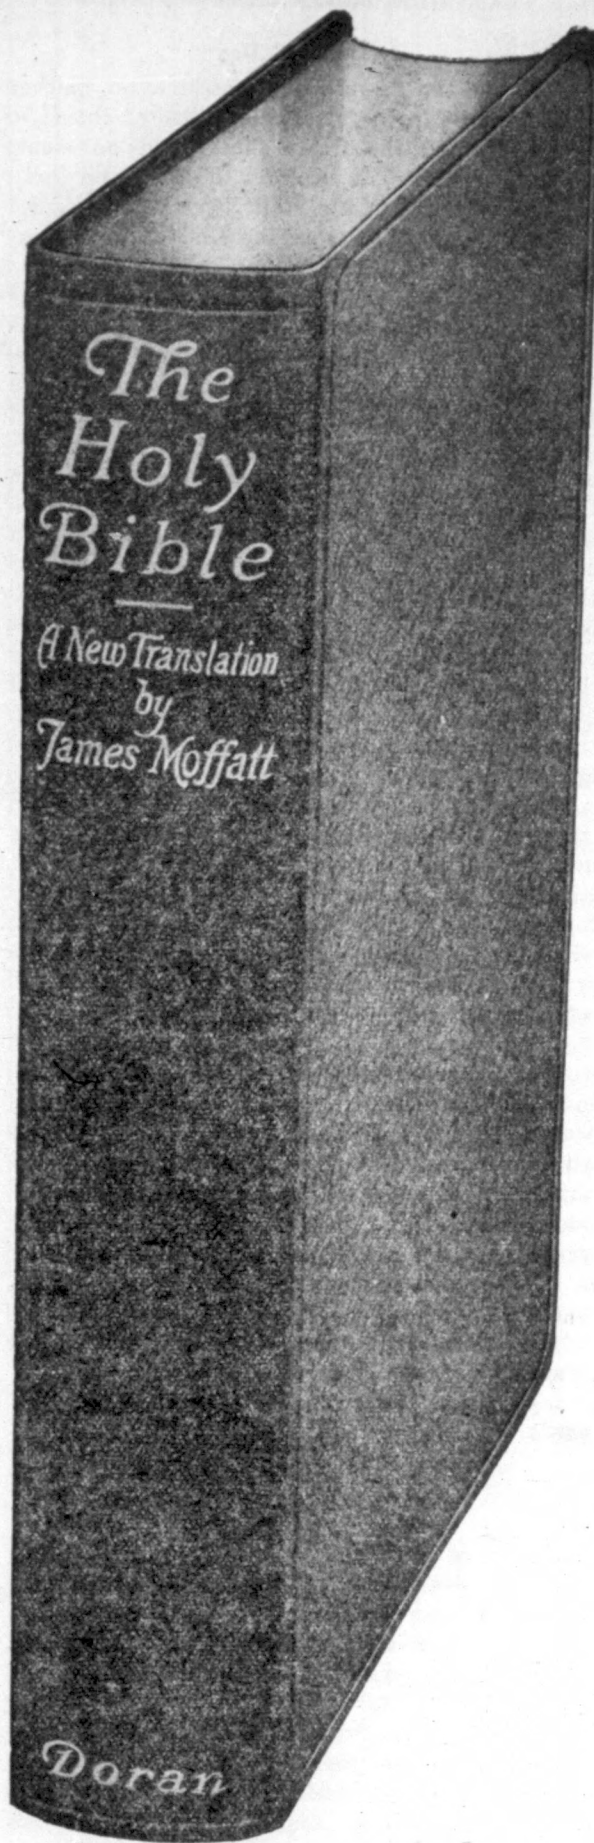 The
Holy
Bible
A New Translation
by
James Moffatt
Doran